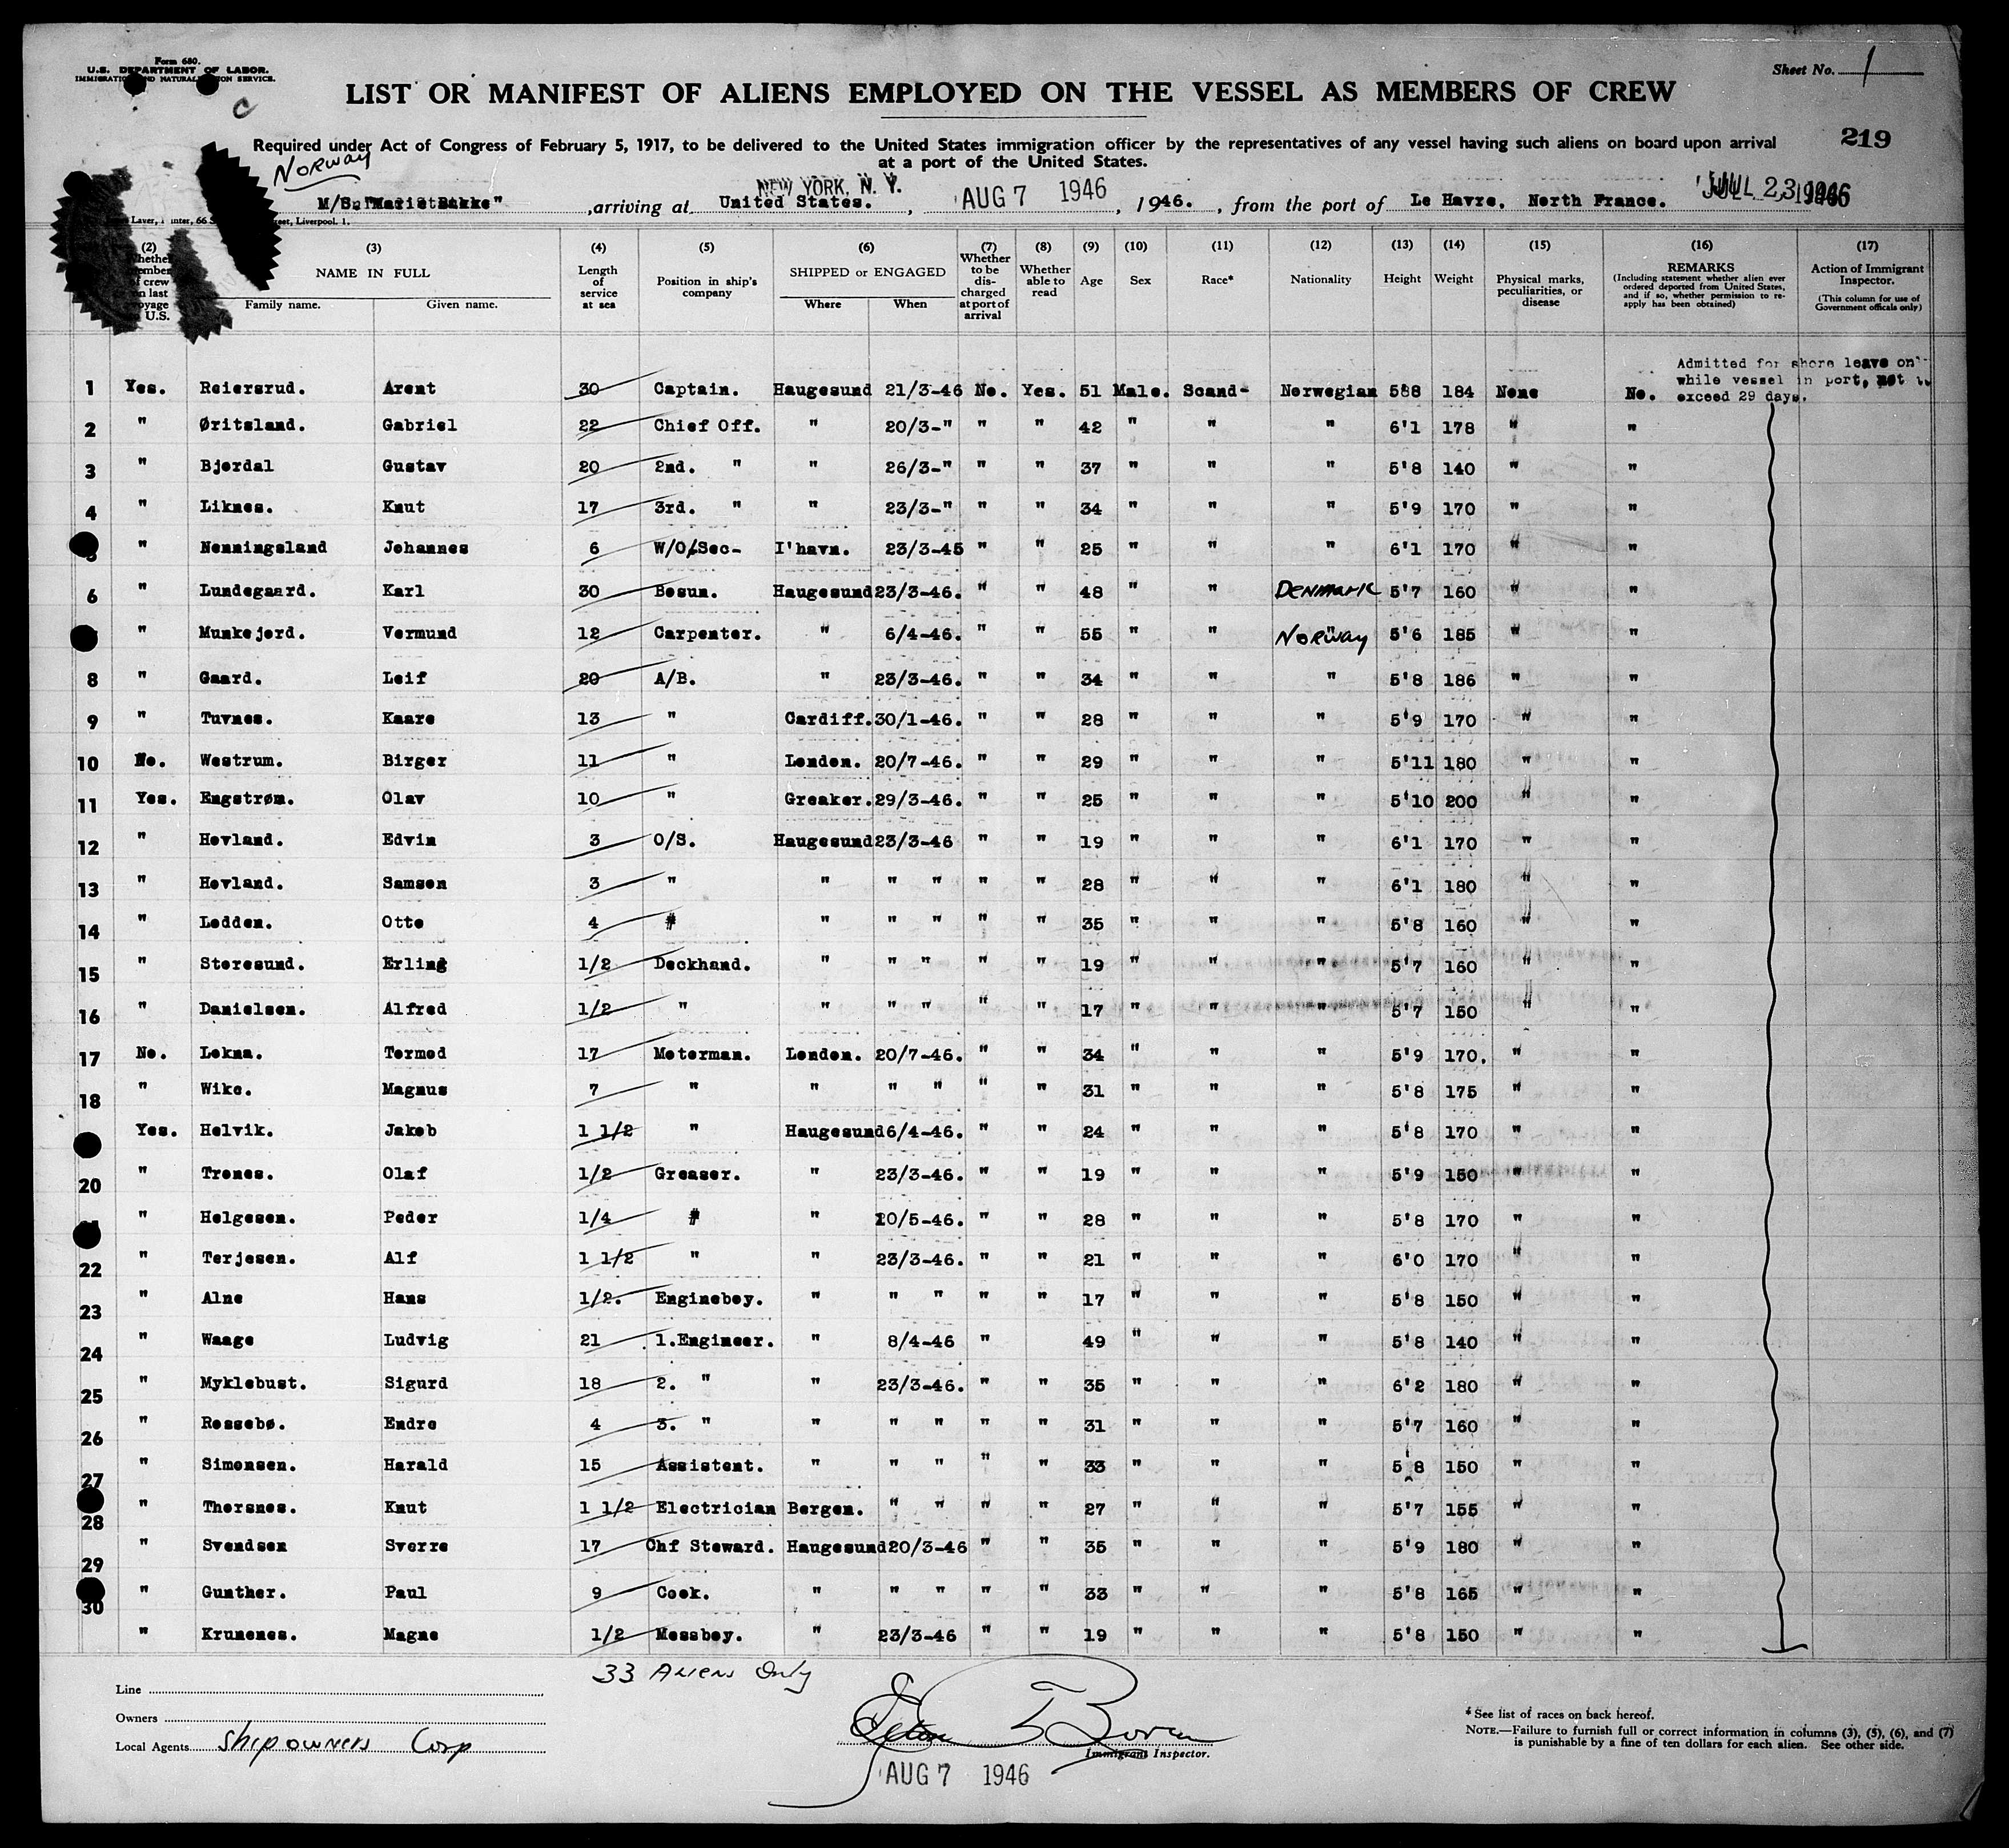 Form 680.
U.S. DEPARTMENT OF LABOR.
IMMIGRATION AND NATURALIZATION SERVICE.
Sheet No. 1
C
LIST OR MANIFEST OF ALIENS EMPLOYED ON THE VESSEL AS MEMBERS OF CREW
219
Required under Act of Congress of February 5, 1917, to be delivered to the United States immigration officer by the representatives of any vessel having such aliens on board upon arrival
at a port of the United States.
Norway
NEW YORK, N. Y.
M/S. "Marie Bakke" , arriving at United States. , AUG 7 1946 , 1946. , from the port of Le Havre, North France. JUL 23 1946
(2) (3) (4) (5) (6) (7) (8) (9) (10) (11) (12) (13) (14) (15) (16) (17)
Whether member of crew on last voyage U.S. NAME IN FULL Family name. Given name. Length of service at sea Position in ship's company SHIPPED or ENGAGED Where When Whether to be discharged at port of arrival Whether able to read Age Sex Race* Nationality Height Weight Physical marks, peculiarities, or disease REMARKS (Including statement whether alien ever ordered deported from United States, and if so, whether permission to re-apply has been obtained) Action of Immigrant Inspector. (This column for use of Government officals only)
Admitted for shore leave only
while vessel in port, not to
exceed 29 days.
1 Yes. Reiersrud. Arent 30 Captain. Haugesund 21/3-46 No. Yes. 51 Male. Scand- Norwegian 5'8 184 None No.
2 " Øritsland. Gabriel 22 Chief Off. " 20/3-" " " 42 " " " 6'1 178 " "
3 " Bjordal Gustav 20 2nd. " " 26/3-" " " 37 " " " 5'8 140 " "
4 " Liknes. Knut 17 3rd. " " 23/3-" " " 34 " " " 5'9 170 " "
5 " Nonningsland Johannes 6 W/O/Sec- I'havn. 23/3-45 " " 25 " " " 6'1 170 " "
6 " Lundegaard. Karl 30 Bosun. Haugesund 23/3-46. " " 48 " " Denmark 5'7 160 " "
" Munkejord. Vermund 12 Carpenter. " 6/4-46. " " 55 " " Norway 5'6 185 " "
8 " Gaard. Leif 20 A/B. " 23/3-46. " " 34 " " " 5'8 186 " "
9 " Tuvnes. Kaare 13 " Cardiff. 30/1-46. " " 28 " " " 5'9 170 " "
10 No. Westrum. Birger 11 " London. 20/7-46. " " 29 " " " 5'11 180 " "
11 Yes. Engstrøm. Olav 10 " Greaker. 29/3-46. " " 25 " " " 5'10 200 " "
12 " Hovland. Edvin 3 O/S. Haugesund 23/3-46 " " 19 " " " 6'1 170 " "
13 " Hovland. Samson 3 " " " " " " 28 " " " 6'1 180 " "
14 " Lodden. Otto 4 " " " " " " 35 " " " 5'8 160 " "
15 " Storesund. Erling 1/2 Deckhand. " " " " " 19 " " " 5'7 160 " "
16 " Danielsen. Alfred 1/2 " " " " " " 17 " " " 5'7 150 " "
17 No. Lokna. Tormod 17 Motorman. London. 20/7-46. " " 34 " " " 5'9 170. " "
18 " Wike. Magnus 7 " " " " " " 31 " " " 5'8 175 " "
Yes. Helvik. Jakob 1 1/2 " Haugesund 6/4-46. " " 24 " " " 5'8 170 " "
20 " Trones. Olaf 1/2 Greaser. " 23/3-46. " " 19 " " " 5'9 150 " "
" Helgesen. Peder 1/4 " " 10/5-46. " " 28 " " " 5'8 170 " "
22 " Terjesen. Alf 1 1/2 " " 23/3-46. " " 21 " " " 6'0 170 " "
23 " Alne Hans 1/2. Engineboy. " " " " " 17 " " " 5'8 150 " "
24 " Waage Ludvig 21 1.Engineer. " 8/4-46 " 49 " " " 5'8 140 " "
25 " Myklebust. Sigurd 18 2. " " 23/3-46. " " 35 " " " 6'2 180 " "
26 " Rossebø. Endre 4 3. " " " " " " 31 " " " 5'7 160 " "
27 " Simonsen. Harald 15 Assistent. " " " " " 33 " " " 5'8 150 " "
28 " Thorsnes. Knut 1 1/2 Electrician Bergen. " " " " 27 " " " 5'7 155 " "
29 " Svendsen Sverre 17 Chf Steward. Haugesund 20/3-46 " " 35 " " " 5'9 180 " "
30 " Gunther. Paul 9 Cook. " " " " " 33 " " " 5'8 165 " "
" Krunenes. Magne 1/2 Messboy. " 23/3-46 " " 19 " " " 5'8 150 " "
33 Aliens Only
Line
Owners
Local Agents Shipowners Corp
Immigrant Inspector.
AUG 7 1946
* See list of races on back hereof.
NOTE.—Failure to furnish full or correct information in columns (3), (5), (6), and (7)
is punishable by a fine of ten dollars for each alien. See other side.